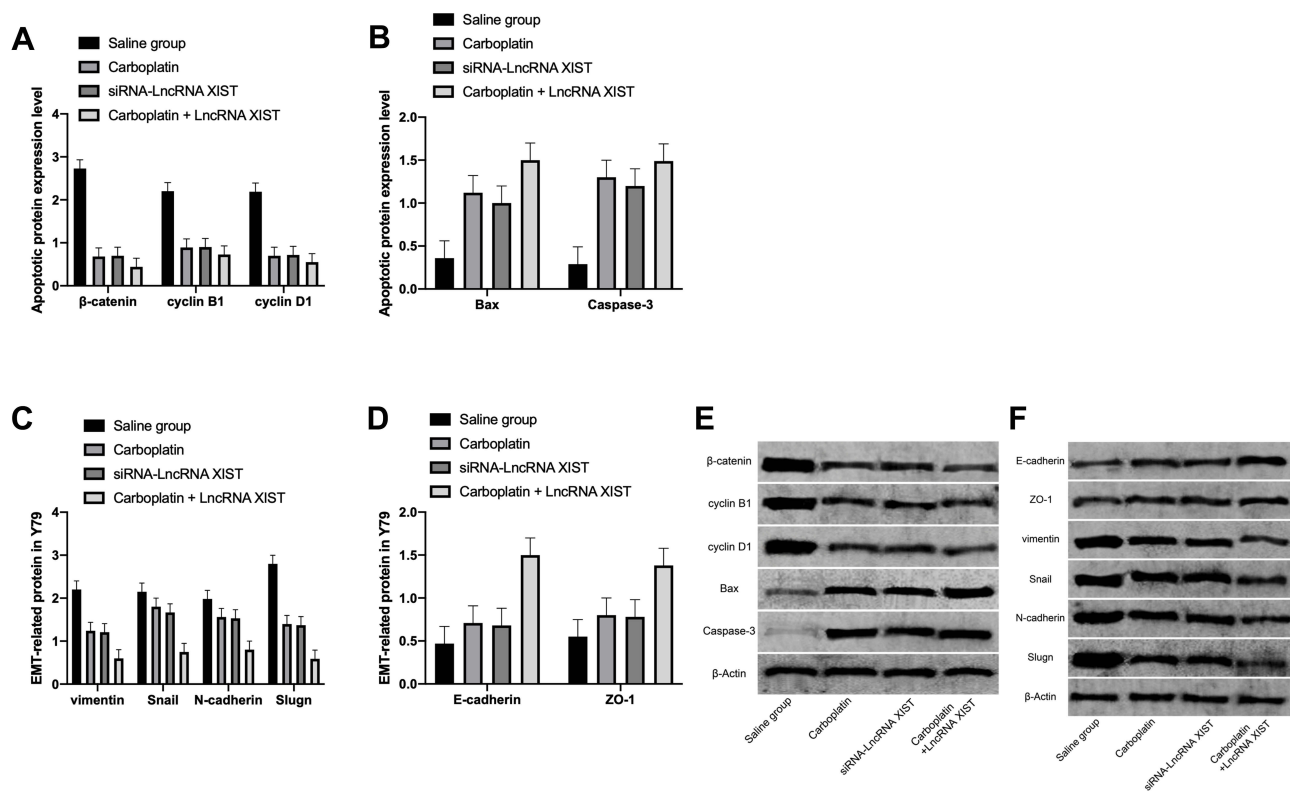 A
Saline group
Carboplatin
siRNA-LncRNA XIST
Carboplatin + LncRNA XIST
Apoptotic protein expression level
4
3
2
1
0
β-catenin cyclin B1 cyclin D1
B
Saline group
Carboplatin
siRNA-LncRNA XIST
Carboplatin + LncRNA XIST
Apoptotic protein expression level
2.0
1.5
1.0
0.5
0.0
Bax Caspase-3
C
Saline group
Carboplatin
siRNA-LncRNA XIST
Carboplatin + LncRNA XIST
EMT-related protein in Y79
4
3
2
1
0
vimentin Snail N-cadherin Slugn
D
Saline group
Carboplatin
siRNA-LncRNA XIST
Carboplatin + LncRNA XIST
EMT-related protein in Y79
2.0
1.5
1.0
0.5
0.0
E-cadherin ZO-1
E
β-catenin
cyclin B1
cyclin D1
Bax
Caspase-3
β-Actin
Saline group
Carboplatin
siRNA-LncRNA XIST
Carboplatin
+LncRNA XIST
F
E-cadherin
ZO-1
vimentin
Snail
N-cadherin
Slugn
β-Actin
Saline group
Carboplatin
siRNA-LncRNA XIST
Carboplatin
+LncRNA XIST